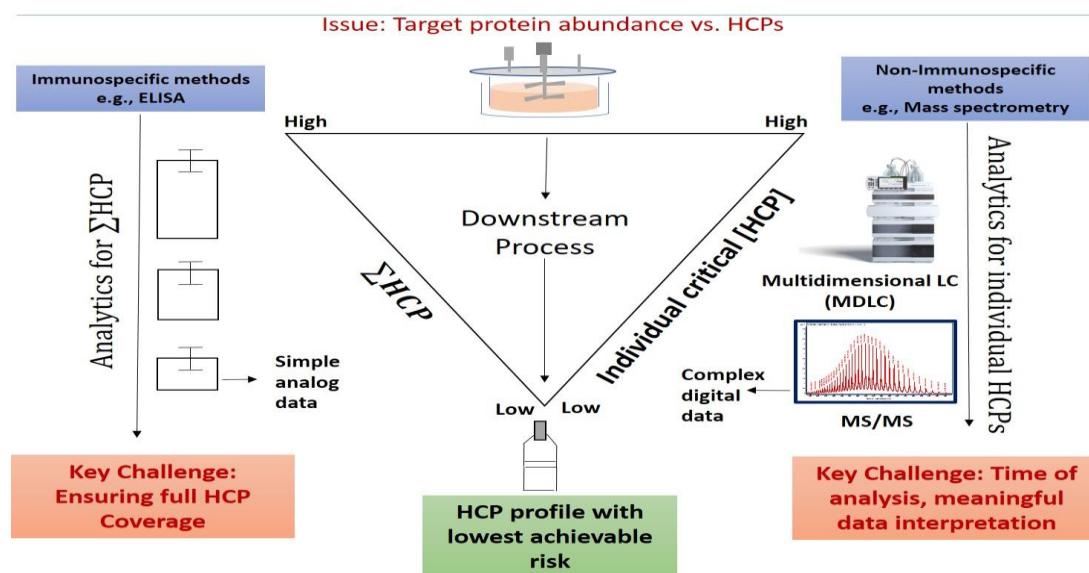 Issue: Target protein abundance vs. HCPs
Immunospecific methods
e.g., ELISA
Non-Immunospecific
methods
e.g., Mass spectrometry
High
High
Analytics for ∑HCP
Downstream
Process
∑HCP
Individual critical [HCP]
Analytics for individual HCPs
Multidimensional LC
(MDLC)
Simple
analog
data
Complex
digital
data
MS/MS
Low
Low
Key Challenge:
Ensuring full HCP
Coverage
HCP profile with
lowest achievable
risk
Key Challenge: Time of
analysis, meaningful
data interpretation